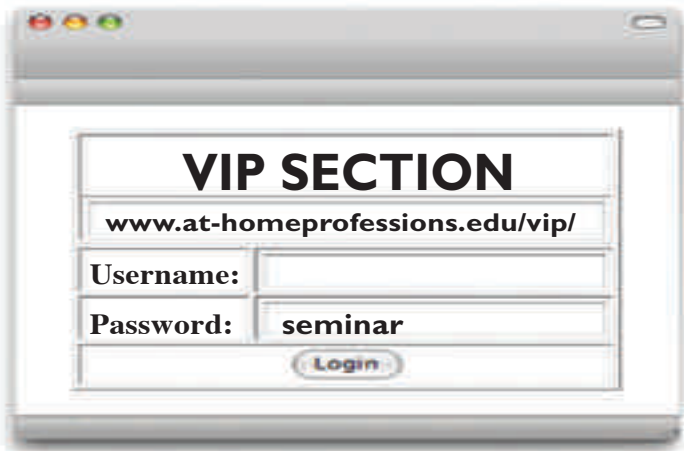 VIP SECTION
www.at-homeprofessions.edu/vip/
Username:
Password: seminar
Login